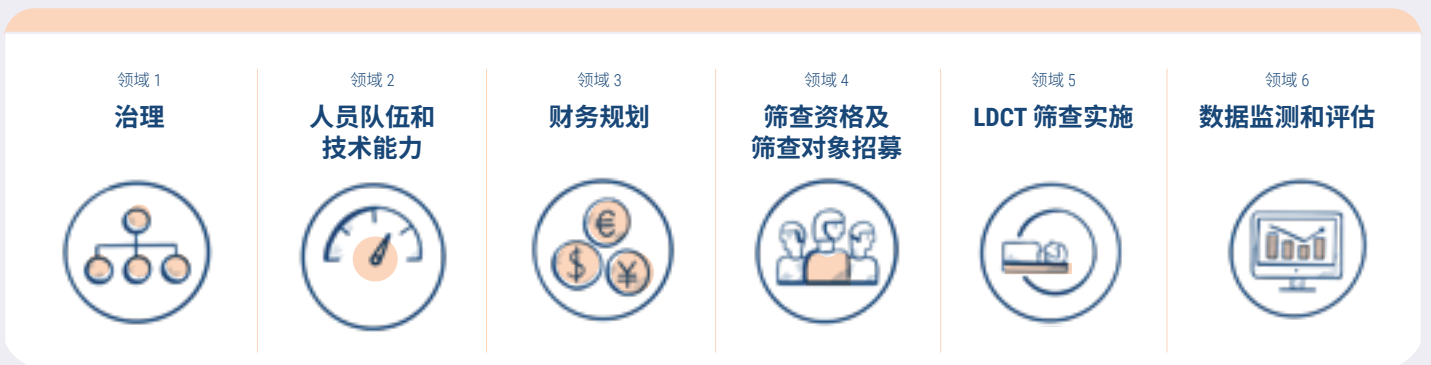 领域 1
治理
领域 2
人员队伍和
技术能力
领域 3
财务规划
领域 4
筛查资格及
筛查对象招募
领域 5
LDCT 筛查实施
领域 6
数据监测和评估
€
$
¥